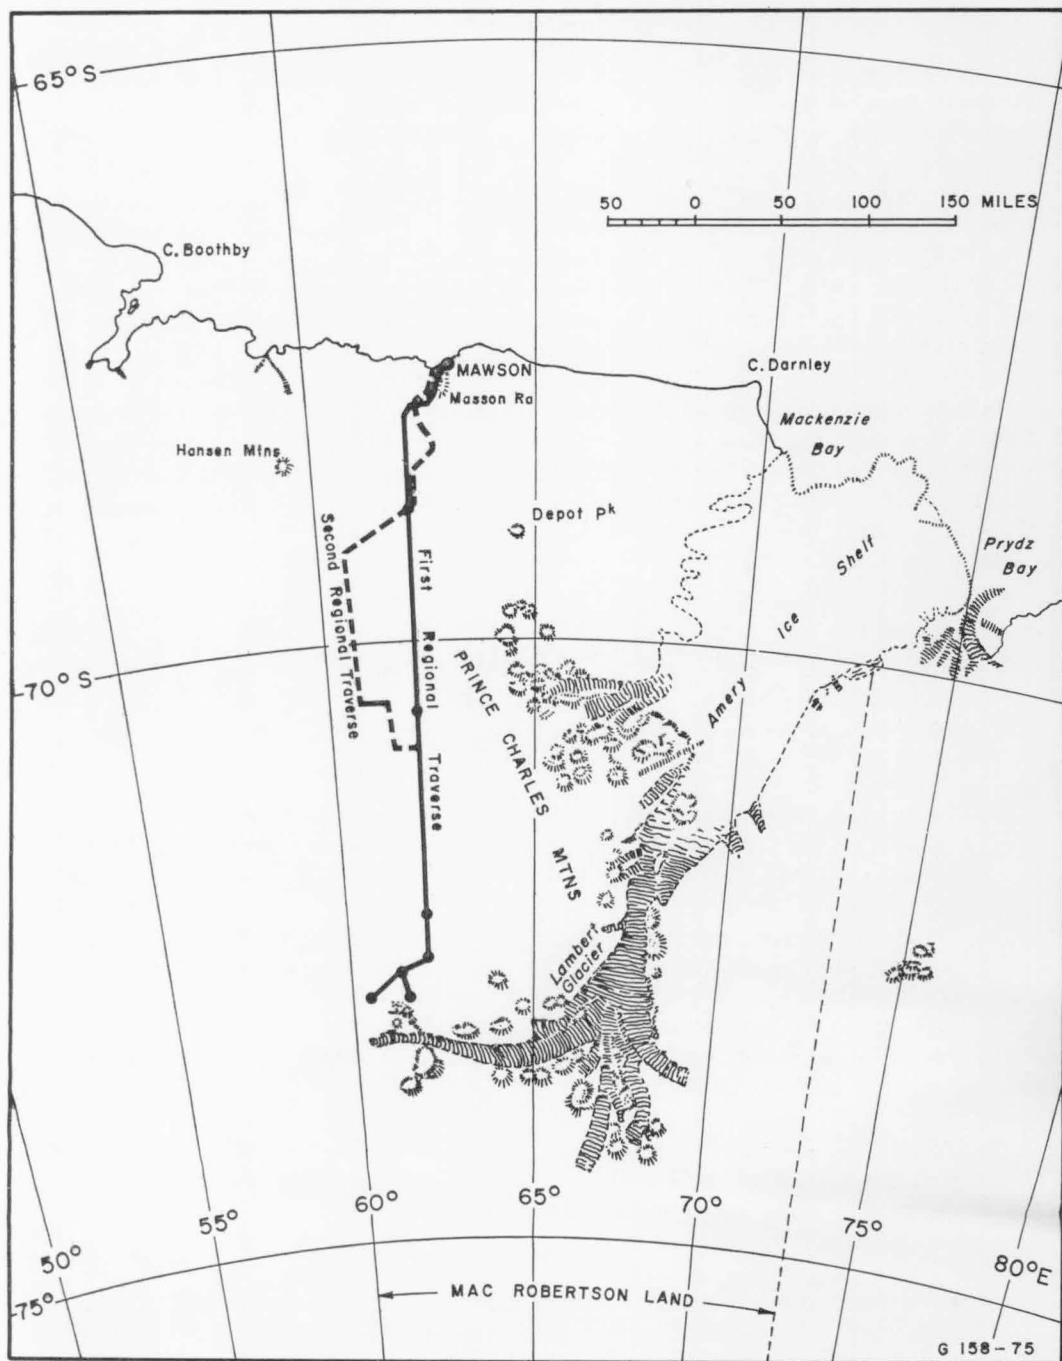 65°S
50 0 50 100 150 MILES
C. Boothby
MAWSON
C. Darnley
Masson Ra
Mackenzie
Bay
Hansen Mtns
Depot Pk
Shelf
Prydz
Bay
Second Regional Traverse
First Regional Traverse
Ice
70°S
PRINCE CHARLES MTNS
Amery
Lambert
Glacier
60°
65°
70°
55°
75°
50°
80°E
75°
MAC ROBERTSON LAND
G 158-75